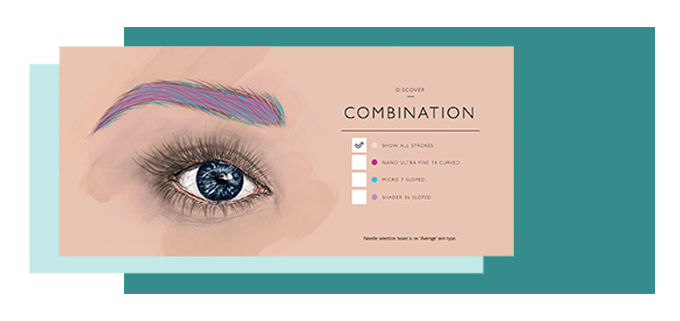 DISCOVER
COMBINATION
SHOW ALL STROKES
NANO ULTRA FINE 14 CURVED
MICRO 7 SLOPED
SHADER 36 SLOPED
Needle selection based is on 'Average' skin type.